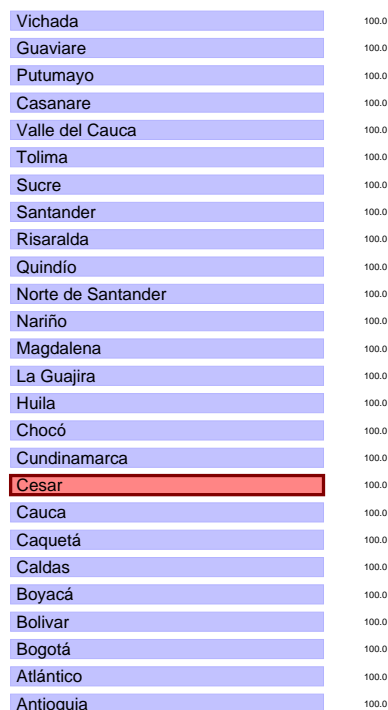 Vichada 100.0
Guaviare 100.0
Putumayo 100.0
Casanare 100.0
Valle del Cauca 100.0
Tolima 100.0
Sucre 100.0
Santander 100.0
Risaralda 100.0
Quindío 100.0
Norte de Santander 100.0
Nariño 100.0
Magdalena 100.0
La Guajira 100.0
Huila 100.0
Chocó 100.0
Cundinamarca 100.0
Cesar 100.0
Cauca 100.0
Caquetá 100.0
Caldas 100.0
Boyacá 100.0
Bolivar 100.0
Bogotá 100.0
Atlántico 100.0
Antioquia 100.0